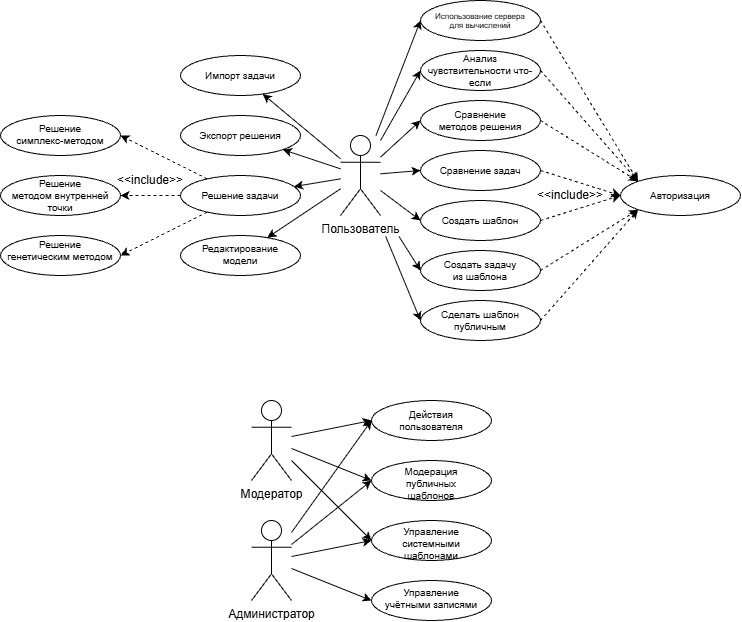 Использование сервера
для вычислений
Анализ
чувствительности что-
если
Импорт задачи
Сравнение
методов решения
Решение
симплекс-методом
Экспорт решения
Сравнение задач
<<include>>
Решение
методом внутренней
точки
Решение задачи
<<include>>
Авторизация
Пользователь
Создать шаблон
Решение
генетическим методом
Редактирование
модели
Создать задачу
из шаблона
Сделать шаблон
публичным
Действия
пользователя
Модератор
Модерация
публичных
шаблонов
Управление
системными
шаблонами
Администратор
Управление
учётными записями